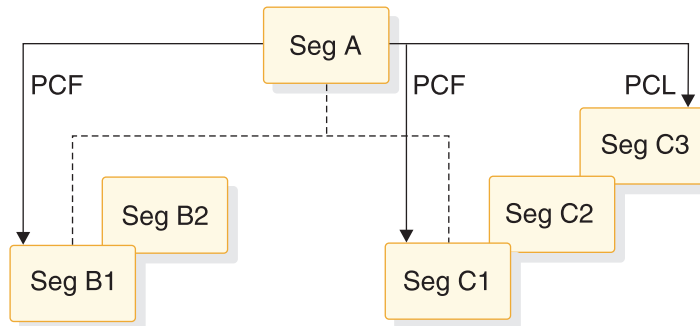 Seg A
PCF
PCF
PCL
Seg C3
Seg B2
Seg C2
Seg B1
Seg C1